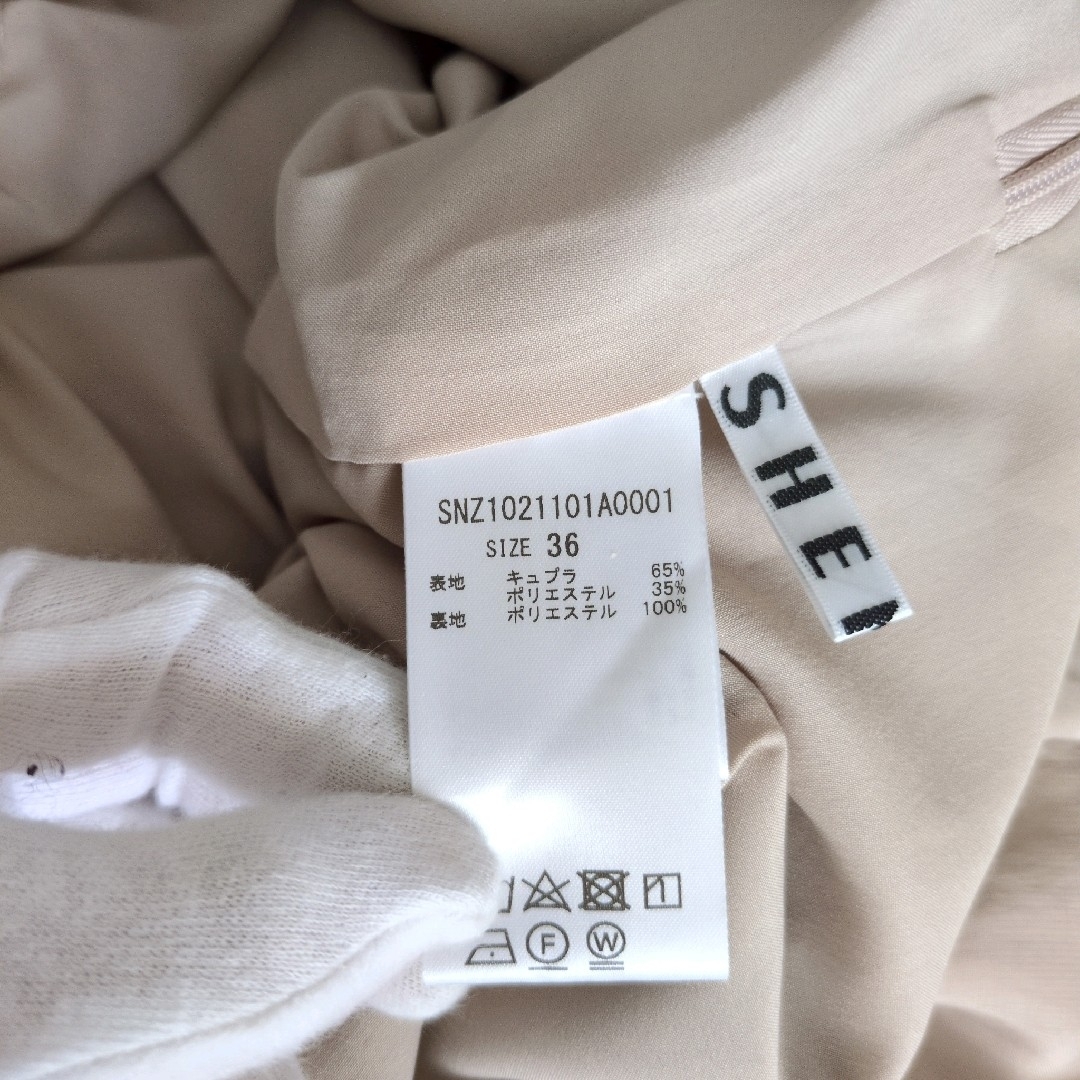 SNZ1021101A0001
SIZE 36
表地 キュプラ 65%
ポリエステル 35%
裏地 ポリエステル 100%
F W
SHE